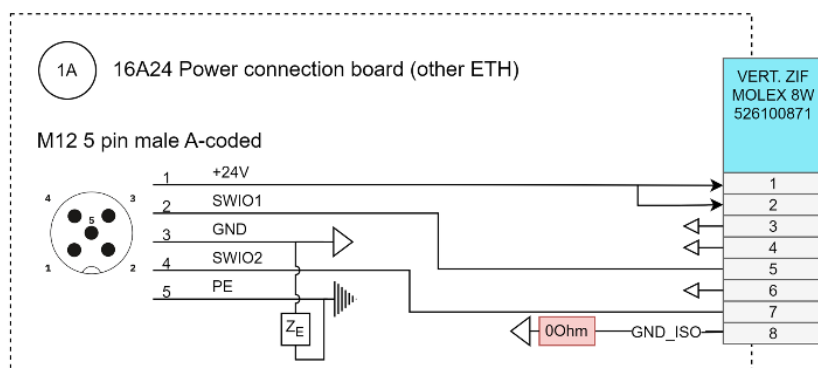 1A
16A24 Power connection board (other ETH)
VERT. ZIF
MOLEX 8W
526100871
M12 5 pin male A-coded
1 +24V
2 SWIO1
3 GND
4 SWIO2
5 PE
4 3
5
1 2
ZE
1
2
3
4
5
6
7
8
0Ohm
GND_ISO